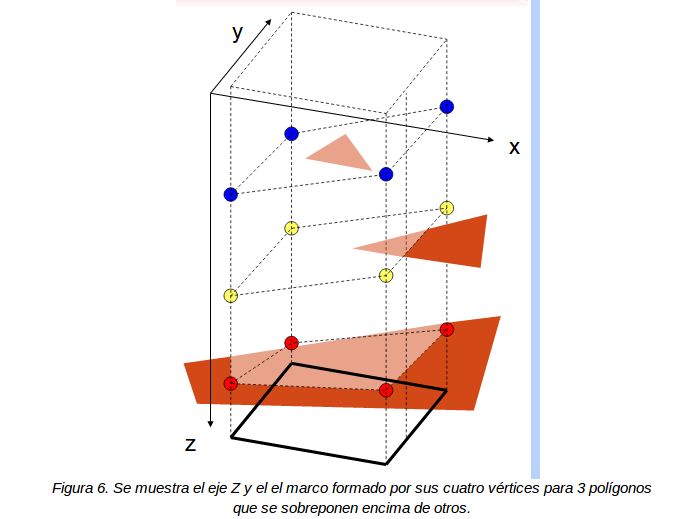 y
x
z
Figura 6. Se muestra el eje Z y el el marco formado por sus cuatro vértices para 3 polígonos
que se sobreponen encima de otros.